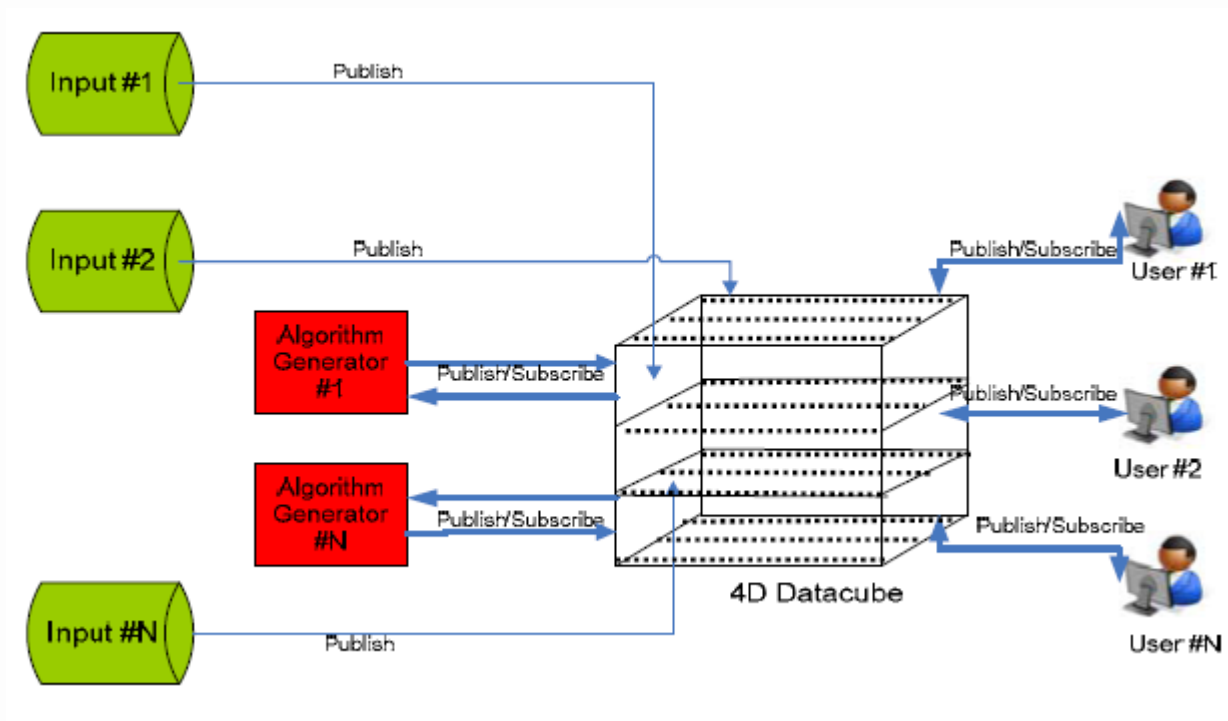 Input #1
Publish
Input #2
Publish
Publish/Subscribe
User #1
Algorithm
Generator
#1
Publish/Subscribe
Publish/Subscribe
User #2
Algorithm
Generator
#N
Publish/Subscribe
Publish/Subscribe
4D Datacube
Input #N
Publish
User #N